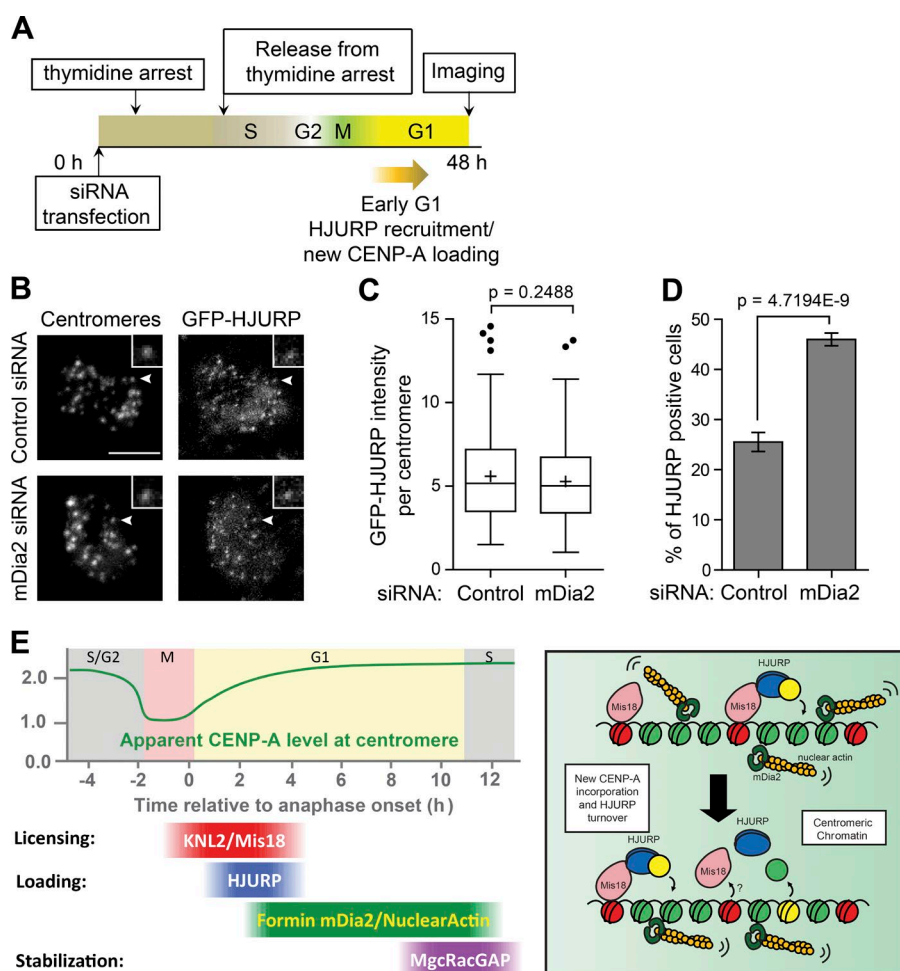 A
thymidine arrest
Release from
thymidine arrest
Imaging
S
G2
M
G1
0 h
48 h
siRNA
transfection
Early G1
HJURP recruitment/
new CENP-A loading
B
Centromeres
GFP-HJURP
Control siRNA
mDia2 siRNA
C
p = 0.2488
15
10
5
0
GFP-HJURP intensity
per centromere
siRNA: Control mDia2
D
p = 4.7194E-9
50
40
30
20
10
0
% of HJURP positive cells
siRNA: Control mDia2
E
S/G2
M
G1
S
2.0
1.0
0.0
Apparent CENP-A level at centromere
-4 -2 0 2 4 6 8 10 12
Time relative to anaphase onset (h)
Licensing:
KNL2/Mis18
Loading:
HJURP
Formin mDia2/NuclearActin
Stabilization:
MgcRacGAP
HJURP
Mis18
Mis18
nuclear actin
mDia2
New CENP-A
incorporation
and HJURP
turnover
Centromeric
Chromatin
HJURP
HJURP
Mis18
Mis18
?